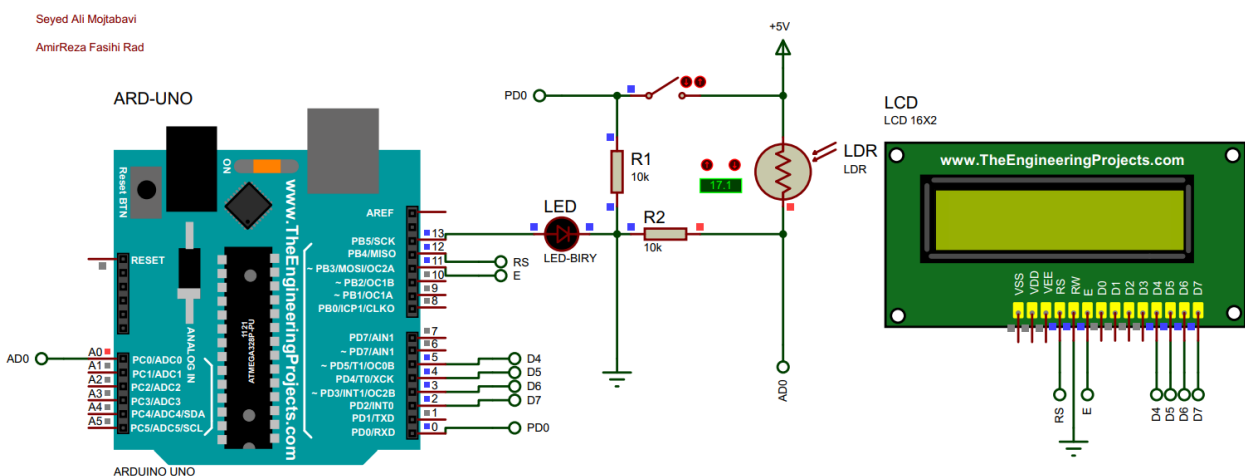 Seyed Ali Mojtabavi
AmirReza Fasihi Rad
ARD-UNO
Reset BTN
ON
www.TheEngineeringProjects.com
ANALOG IN
1121
ATMEGA328P-PU
RESET
AREF
13 PB5/SCK
12 PB4/MISO
11 ~ PB3/MOSI/OC2A
10 ~ PB2/OC1B
9 ~ PB1/OC1A
8 PB0/ICP1/CLKO
7 PD7/AIN1
6 ~ PD7/AIN1
5 ~ PD5/T1/OC0B
4 PD4/T0/XCK
3 ~ PD3/INT1/OC2B
2 PD2/INT0
1 PD1/TXD
0 PD0/RXD
AD0
A0 PC0/ADC0
A1 PC1/ADC1
A2 PC2/ADC2
A3 PC3/ADC3
A4 PC4/ADC4/SDA
A5 PC5/ADC5/SCL
ARDUINO UNO
RS
E
D4
D5
D6
D7
PD0
+5V
PD0
R1
10k
LED
LED-BIRY
R2
10k
17.1
LDR
LDR
AD0
LCD
LCD 16X2
www.TheEngineeringProjects.com
VSS
VDD
VEE
RS
RW
E
D0
D1
D2
D3
D4
D5
D6
D7
RS
E
D4
D5
D6
D7